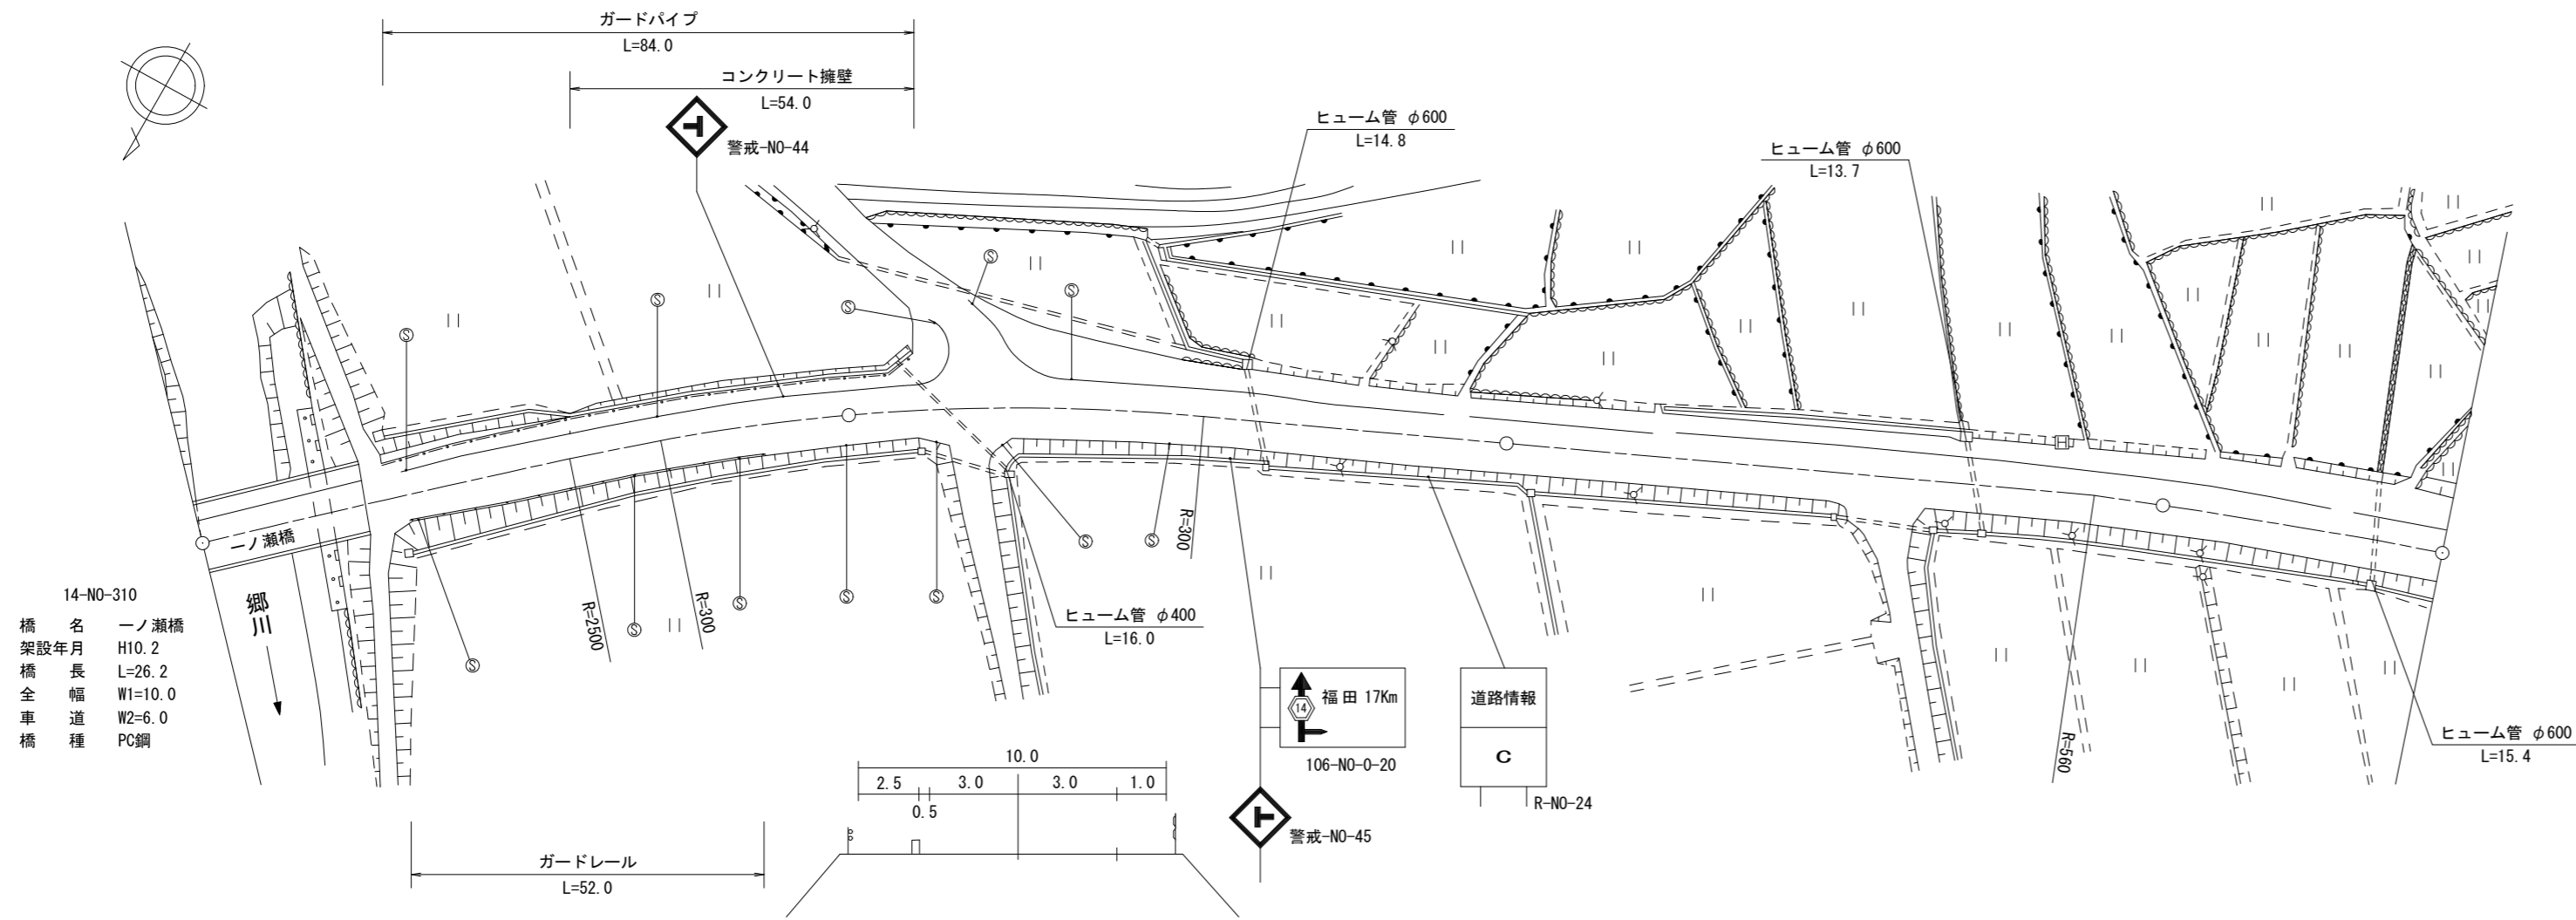 ガードパイプ
L=84.0
コンクリート擁壁
L=54.0
警戒-NO-44
ヒューム管 φ600
L=14.8
ヒューム管 φ600
L=13.7
一ノ瀬橋
郷川
14-NO-310
橋名 一ノ瀬橋
架設年月 H10.2
橋長 L=26.2
全幅 W1=10.0
車道 W2=6.0
橋種 PC鋼
R=2500
R=300
R=300
R=560
S
S
S
S
S
S
S
S
S
S
S
S
H
ヒューム管 φ400
L=16.0
福田 17Km
14
106-NO-0-20
警戒-NO-45
道路情報
C
R-NO-24
ヒューム管 φ600
L=15.4
10.0
2.5 3.0 3.0 1.0
0.5
ガードレール
L=52.0